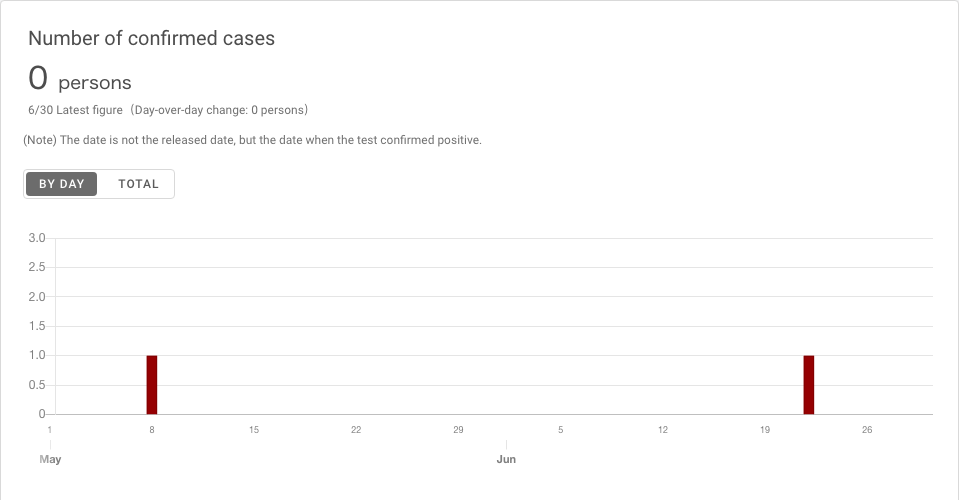 Number of confirmed cases
0 persons
6/30 Latest figure（Day-over-day change: 0 persons）
(Note) The date is not the released date, but the date when the test confirmed positive.
BY DAY TOTAL
3.0
2.5
2.0
1.5
1.0
0.5
0
1 8 15 22 29 5 12 19 26
May Jun